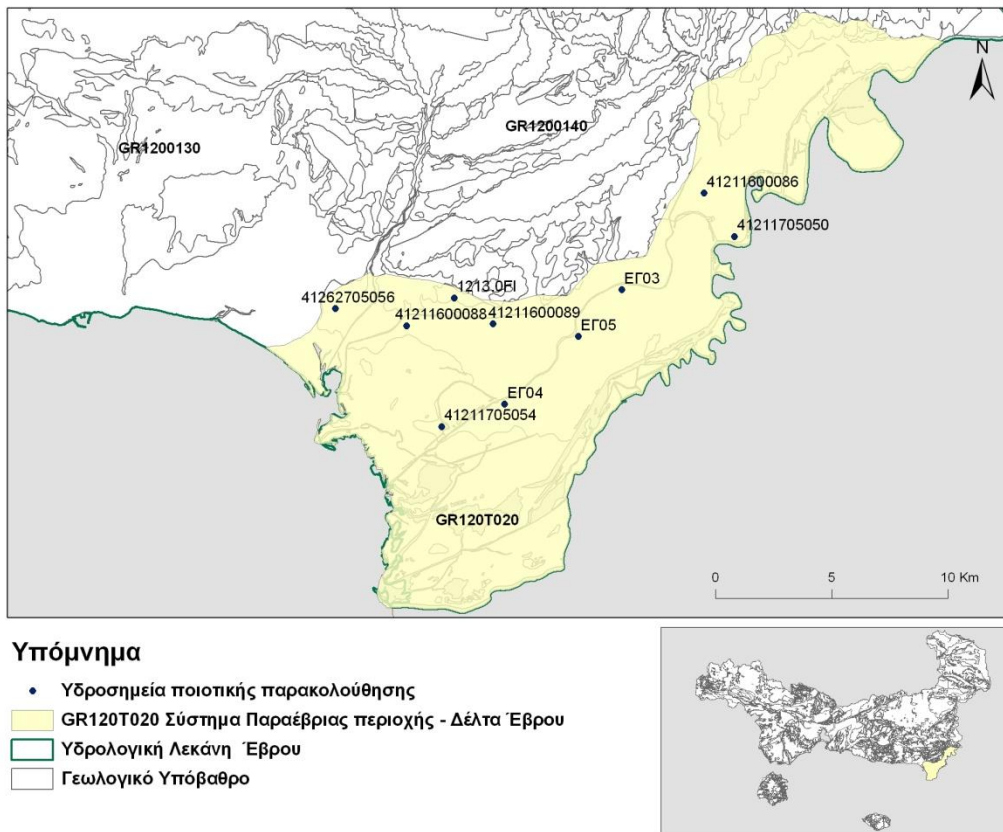 N
GR1200140
GR1200130
41211600086
41211705050
ΕΓ03
1213.0FI
41262705056
41211600088
41211600089
ΕΓ05
ΕΓ04
41211705054
GR120T020
0 5 10 Km
Υπόμνημα
Υδροσημεία ποιοτικής παρακολούθησης
GR120T020 Σύστημα Παραέβριας περιοχής - Δέλτα Έβρου
Υδρολογική Λεκάνη Έβρου
Γεωλογικό Υπόβαθρο